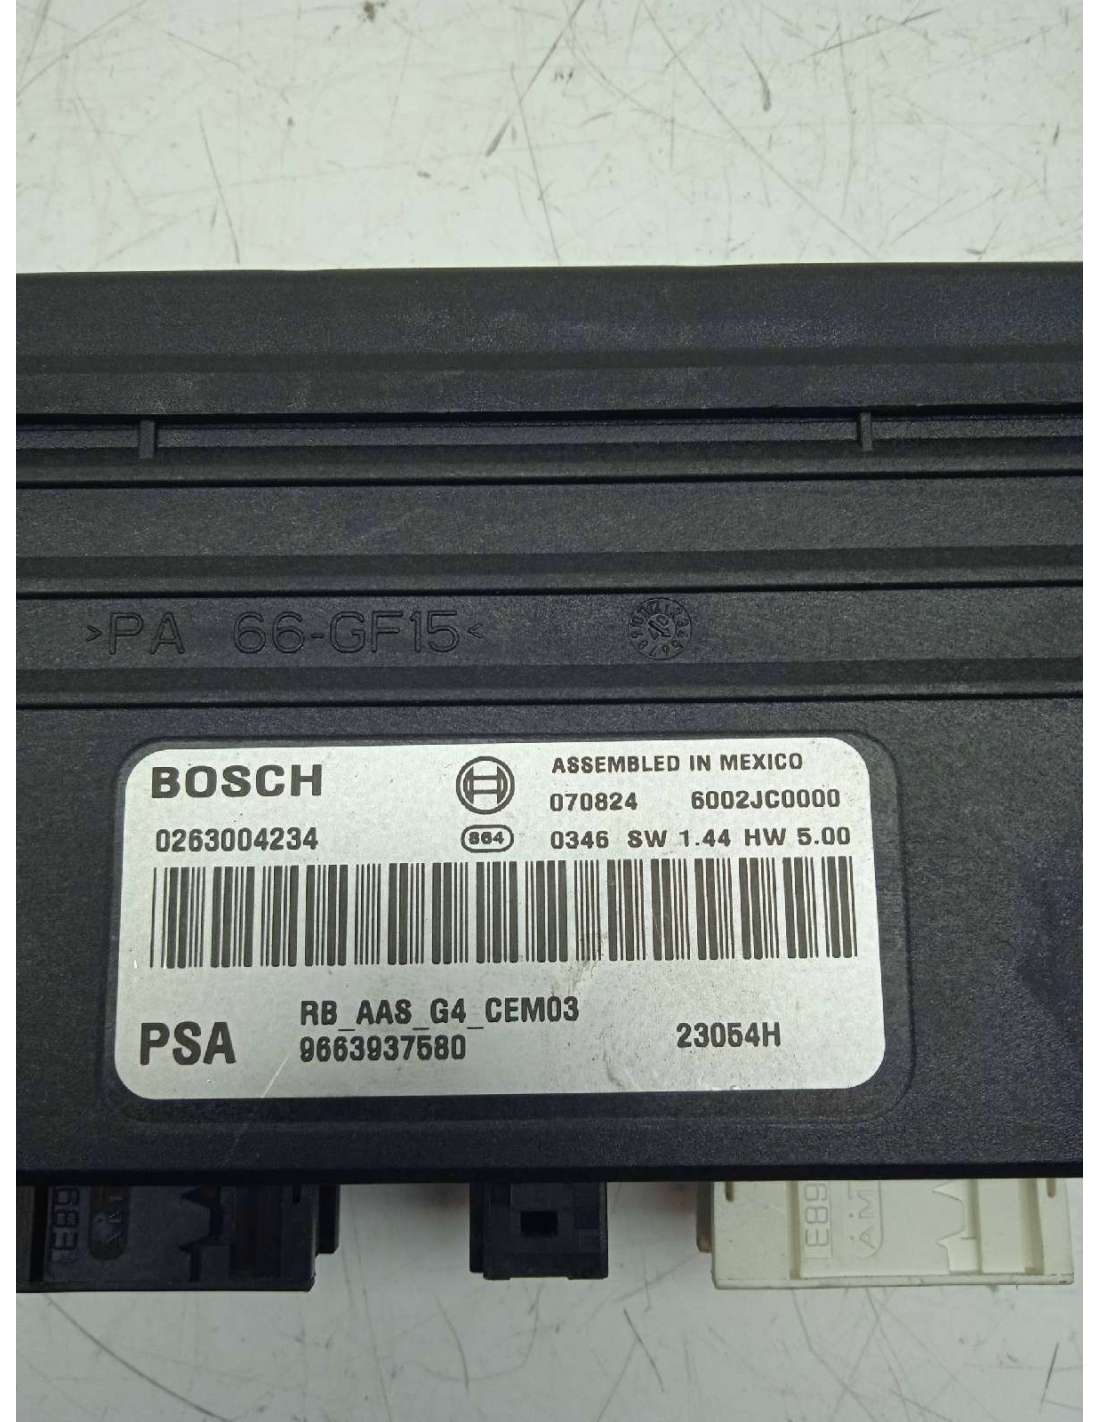 >PA 66-GF15<
BOSCH
ASSEMBLED IN MEXICO
070824 6002JC0000
0263004234
864
0346 SW 1.44 HW 5.00
RB_AAS_G4_CEM03
PSA
9663937580
23054H